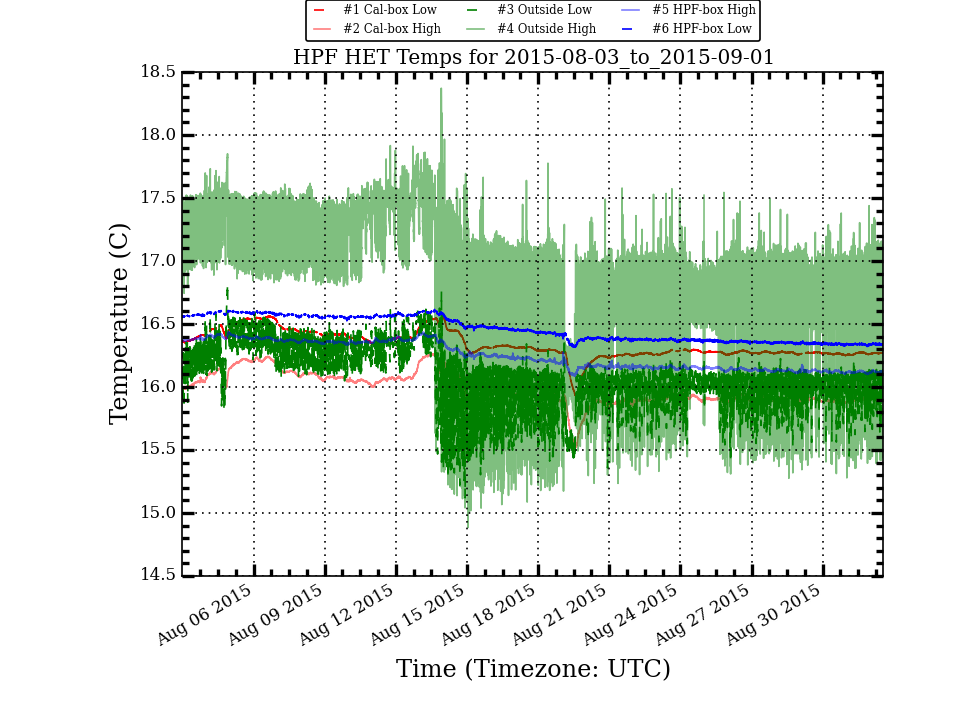 #1 Cal-box Low #3 Outside Low #5 HPF-box High
#2 Cal-box High #4 Outside High #6 HPF-box Low
HPF HET Temps for 2015-08-03_to_2015-09-01
18.5
18.0
17.5
17.0
16.5
16.0
15.5
15.0
14.5
Temperature (C)
Aug 06 2015 Aug 09 2015 Aug 12 2015 Aug 15 2015 Aug 18 2015 Aug 21 2015 Aug 24 2015 Aug 27 2015 Aug 30 2015
Time (Timezone: UTC)